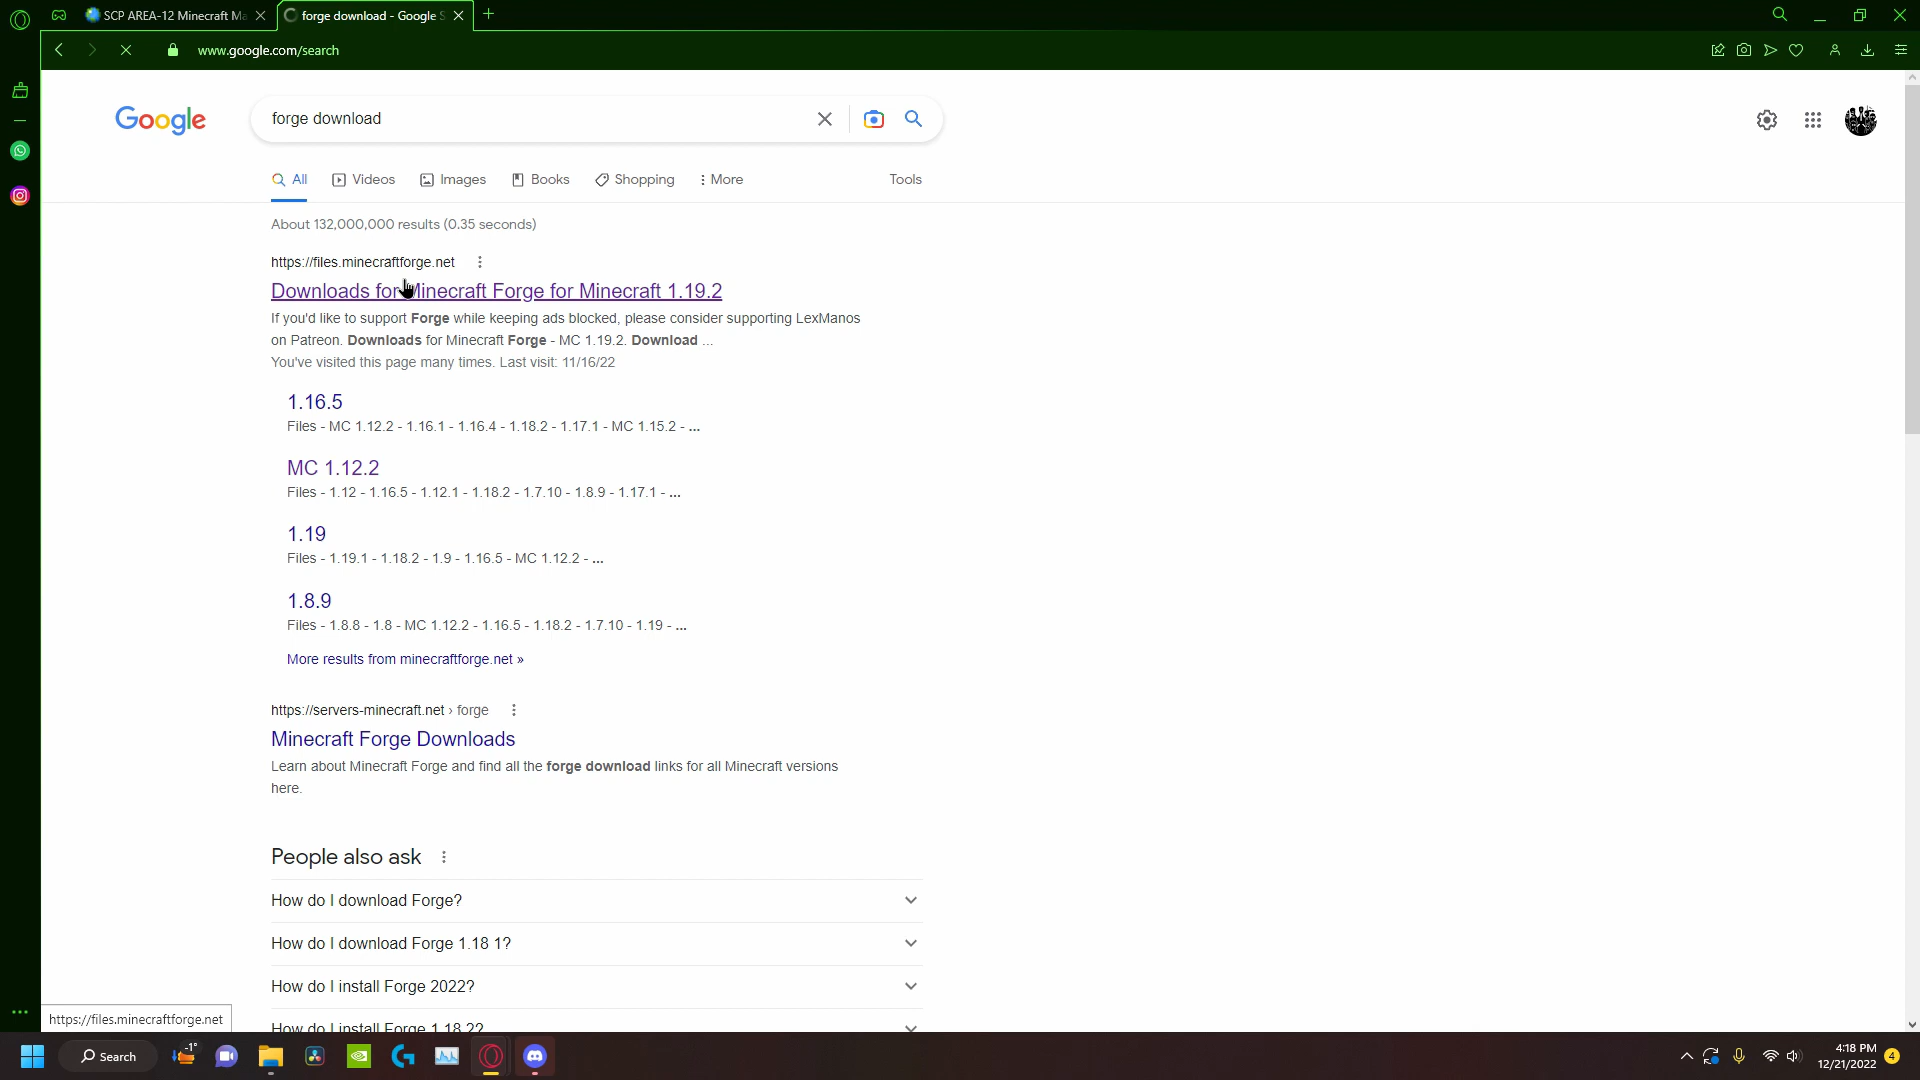 SCP AREA-12 Minecraft Ma
forge download - Google S
www.google.com/search
Google
forge download
All
Videos
Images
Books
Shopping
More
Tools
About 132,000,000 results (0.35 seconds)
https://files.minecraftforge.net
Downloads for Minecraft Forge for Minecraft 1.19.2
If you'd like to support Forge while keeping ads blocked, please consider supporting LexManos
on Patreon. Downloads for Minecraft Forge - MC 1.19.2. Download ...
You've visited this page many times. Last visit: 11/16/22
1.16.5
Files - MC 1.12.2 - 1.16.1 - 1.16.4 - 1.18.2 - 1.17.1 - MC 1.15.2 - ...
MC 1.12.2
Files - 1.12 - 1.16.5 - 1.12.1 - 1.18.2 - 1.7.10 - 1.8.9 - 1.17.1 - ...
1.19
Files - 1.19.1 - 1.18.2 - 1.9 - 1.16.5 - MC 1.12.2 - ...
1.8.9
Files - 1.8.8 - 1.8 - MC 1.12.2 - 1.16.5 - 1.18.2 - 1.7.10 - 1.19 - ...
More results from minecraftforge.net »
https://servers-minecraft.net › forge
Minecraft Forge Downloads
Learn about Minecraft Forge and find all the forge download links for all Minecraft versions
here.
People also ask
How do I download Forge?
How do I download Forge 1.18 1?
How do I install Forge 2022?
How do I install Forge 1.18 2?
https://files.minecraftforge.net
Search
-1°
4:18 PM
12/21/2022
4